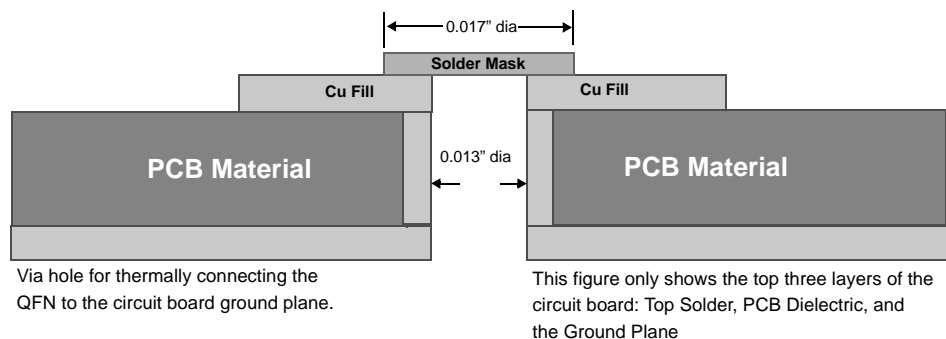 0.017” dia
Solder Mask
Cu Fill
Cu Fill
PCB Material
0.013” dia
PCB Material
Via hole for thermally connecting the
QFN to the circuit board ground plane.
This figure only shows the top three layers of the
circuit board: Top Solder, PCB Dielectric, and
the Ground Plane